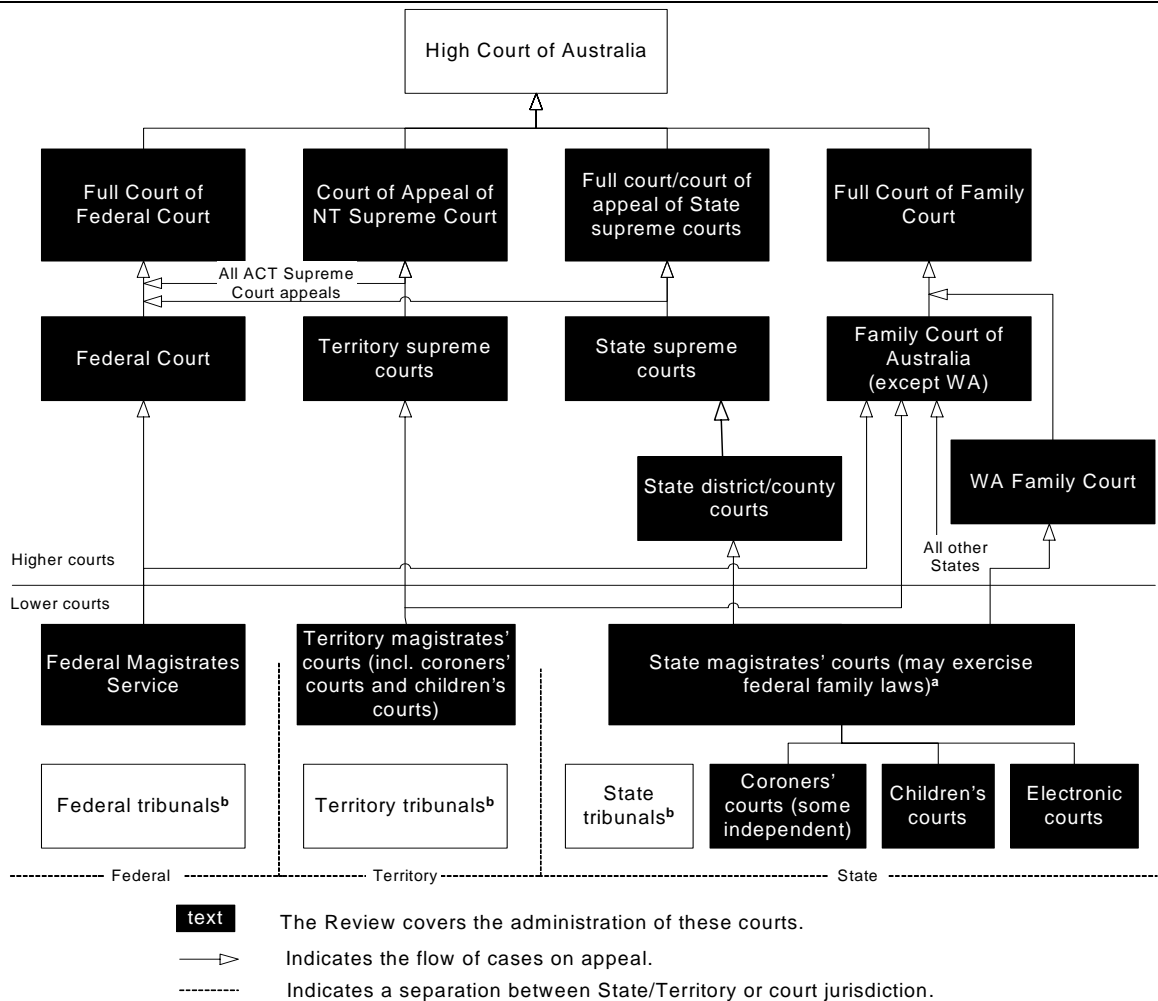 High Court of Australia
Full Court of
Federal Court
Court of Appeal of
NT Supreme Court
Full court/court of
appeal of State
supreme courts
Full Court of Family
Court
All ACT Supreme
Court appeals
Federal Court
Territory supreme
courts
State supreme
courts
Family Court of
Australia
(except WA)
State district/county
courts
WA Family Court
Higher courts
All other
States
Lower courts
Federal Magistrates
Service
Territory magistrates’
courts (incl. coroners’
courts and children’s
courts)
State magistrates’ courts (may exercise
federal family laws)a
Federal tribunalsb
Territory tribunalsb
State
tribunalsb
Coroners’
courts (some
independent)
Children’s
courts
Electronic
courts
Federal
Territory
State
text
The Review covers the administration of these courts.
Indicates the flow of cases on appeal.
Indicates a separation between State/Territory or court jurisdiction.